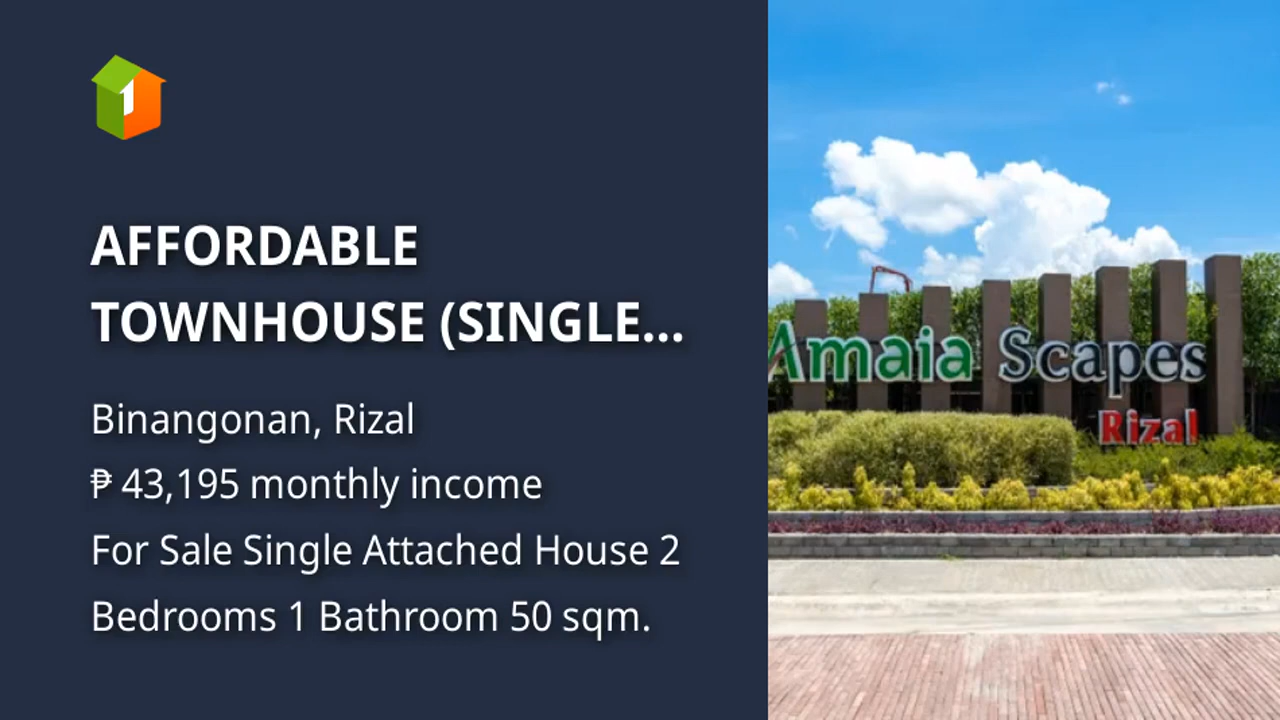 AFFORDABLE
TOWNHOUSE (SINGLE...
Binangonan, Rizal
₱ 43,195 monthly income
For Sale Single Attached House 2
Bedrooms 1 Bathroom 50 sqm.
Amaia Scapes
Rizal